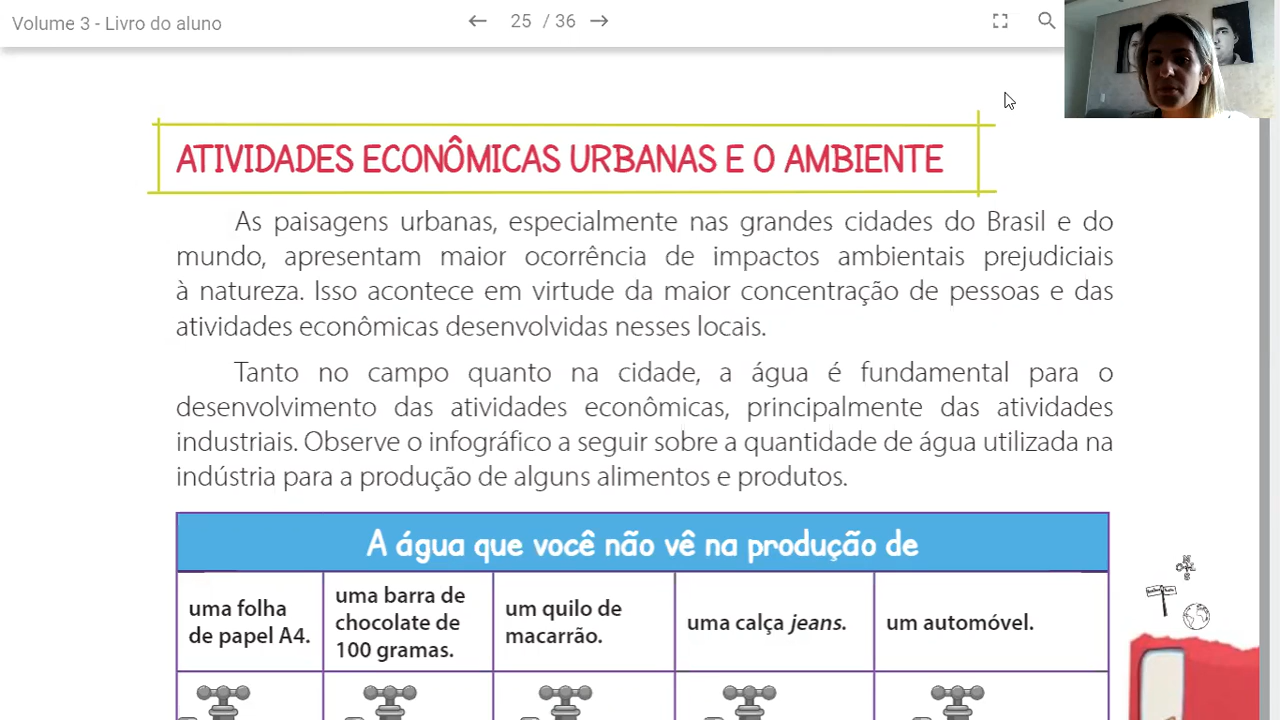 Volume 3 - Livro do aluno
25 / 36
ATIVIDADES ECONÔMICAS URBANAS E O AMBIENTE
As paisagens urbanas, especialmente nas grandes cidades do Brasil e do
mundo, apresentam maior ocorrência de impactos ambientais prejudiciais
à natureza. Isso acontece em virtude da maior concentração de pessoas e das
atividades econômicas desenvolvidas nesses locais.
Tanto no campo quanto na cidade, a água é fundamental para o
desenvolvimento das atividades econômicas, principalmente das atividades
industriais. Observe o infográfico a seguir sobre a quantidade de água utilizada na
indústria para a produção de alguns alimentos e produtos.
A água que você não vê na produção de
uma folha
de papel A4.
uma barra de
chocolate de
100 gramas.
um quilo de
macarrão.
uma calça jeans.
um automóvel.